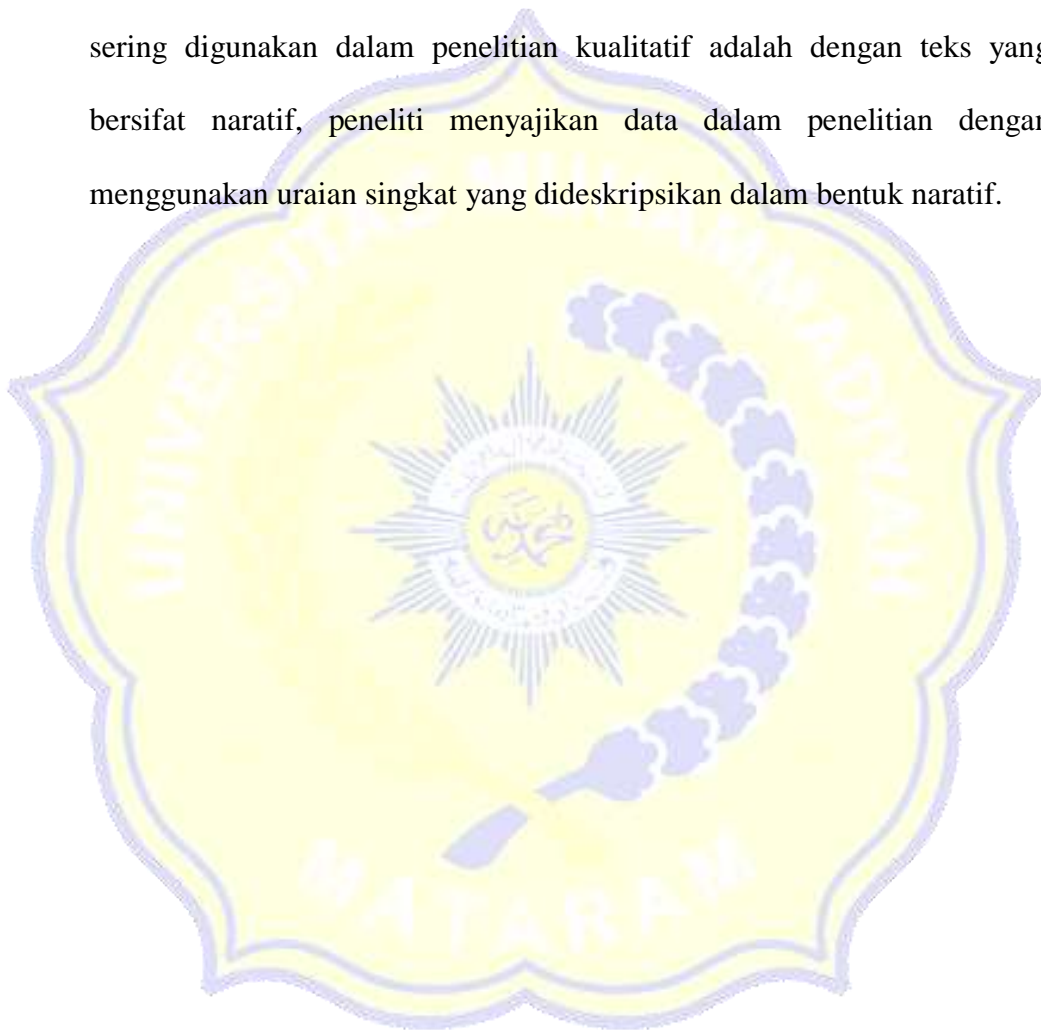 sering digunakan dalam penelitian kualitatif adalah dengan teks yang
bersifat naratif, peneliti menyajikan data dalam penelitian dengan
menggunakan uraian singkat yang dideskripsikan dalam bentuk naratif.
UNIVERSITAS MUHAMMADIYAH
MATARAM